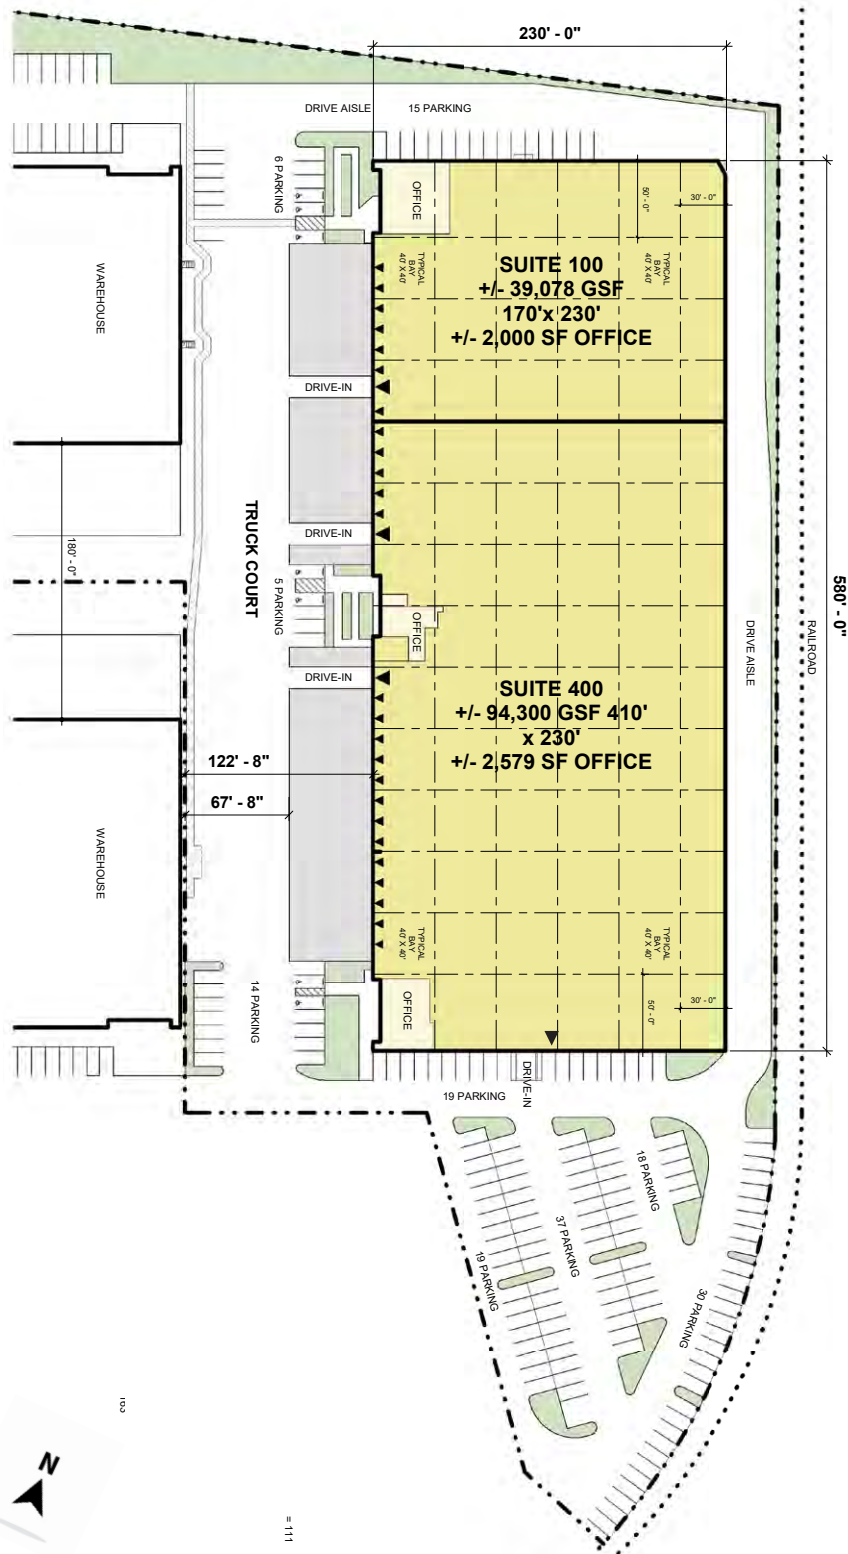 230' - 0"
DRIVE AISLE
15 PARKING
6 PARKING
OFFICE
50' - 0"
30' - 0"
WAREHOUSE
TYPICAL
BAY
40' X 40'
SUITE 100
+/- 39,078 GSF
170'x 230'
+/- 2,000 SF OFFICE
TYPICAL
BAY
40' X 40'
DRIVE-IN
TRUCK COURT
DRIVE-IN
180' - 0"
5 PARKING
OFFICE
DRIVE-IN
580' - 0"
RAILROAD
DRIVE AISLE
SUITE 400
+/- 94,300 GSF 410'
x 230'
+/- 2,579 SF OFFICE
122' - 8"
67' - 8"
WAREHOUSE
TYPICAL
BAY
40' X 40'
TYPICAL
BAY
40' X 40'
14 PARKING
OFFICE
50' - 0"
30' - 0"
DRIVE-IN
19 PARKING
18 PARKING
37 PARKING
19 PARKING
30 PARKING
N
= 111